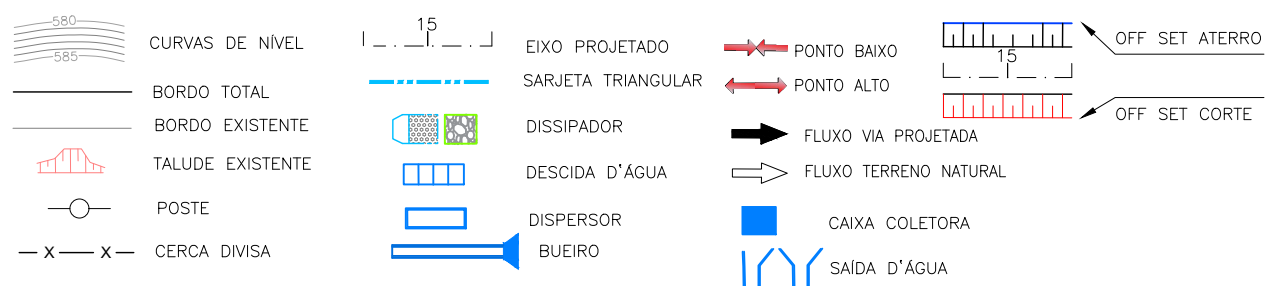 580
585
CURVAS DE NÍVEL
BORDO TOTAL
BORDO EXISTENTE
TALUDE EXISTENTE
POSTE
X X CERCA DIVISA
15
EIXO PROJETADO
SARJETA TRIANGULAR
DISSIPADOR
DESCIDA D'ÁGUA
DISPERSOR
BUEIRO
PONTO BAIXO
PONTO ALTO
FLUXO VIA PROJETADA
FLUXO TERRENO NATURAL
CAIXA COLETORA
SAÍDA D'ÁGUA
OFF SET ATERRO
15
OFF SET CORTE